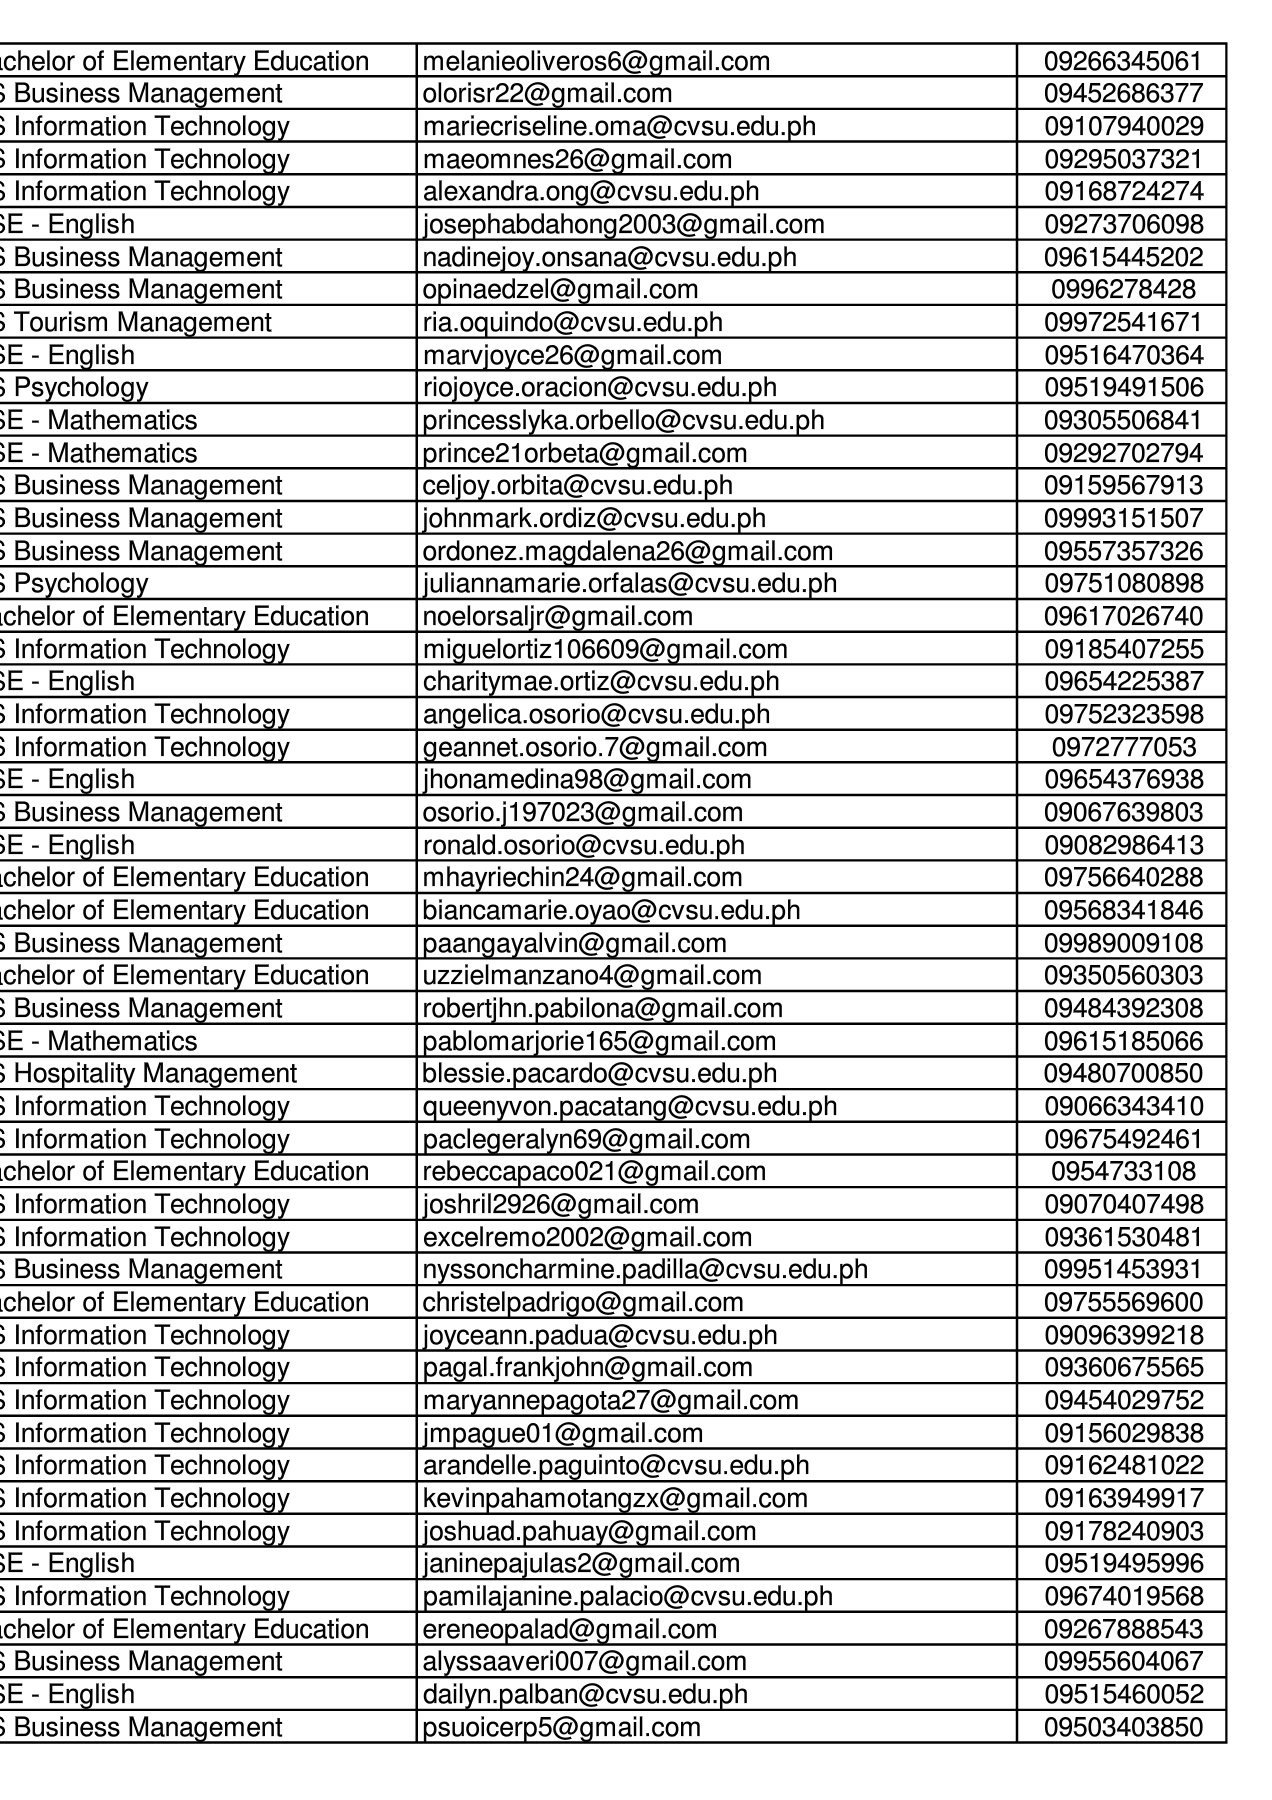 achelor of Elementary Education melanieoliveros6@gmail.com 09266345061
S Business Management olorisr22@gmail.com 09452686377
S Information Technology mariecriseline.oma@cvsu.edu.ph 09107940029
S Information Technology maeomnes26@gmail.com 09295037321
S Information Technology alexandra.ong@cvsu.edu.ph 09168724274
SE - English josephabdahong2003@gmail.com 09273706098
S Business Management nadinejoy.onsana@cvsu.edu.ph 09615445202
S Business Management opinaedzel@gmail.com 0996278428
S Tourism Management ria.oquindo@cvsu.edu.ph 09972541671
SE - English marvjoyce26@gmail.com 09516470364
S Psychology riojoyce.oracion@cvsu.edu.ph 09519491506
SE - Mathematics princesslyka.orbello@cvsu.edu.ph 09305506841
SE - Mathematics prince21orbeta@gmail.com 09292702794
S Business Management celjoy.orbita@cvsu.edu.ph 09159567913
S Business Management johnmark.ordiz@cvsu.edu.ph 09993151507
S Business Management ordonez.magdalena26@gmail.com 09557357326
S Psychology juliannamarie.orfalas@cvsu.edu.ph 09751080898
achelor of Elementary Education noelorsaljr@gmail.com 09617026740
S Information Technology miguelortiz106609@gmail.com 09185407255
SE - English charitymae.ortiz@cvsu.edu.ph 09654225387
S Information Technology angelica.osorio@cvsu.edu.ph 09752323598
S Information Technology geannet.osorio.7@gmail.com 0972777053
SE - English jhonamedina98@gmail.com 09654376938
S Business Management osorio.j197023@gmail.com 09067639803
SE - English ronald.osorio@cvsu.edu.ph 09082986413
achelor of Elementary Education mhayriechin24@gmail.com 09756640288
achelor of Elementary Education biancamarie.oyao@cvsu.edu.ph 09568341846
S Business Management paangayalvin@gmail.com 09989009108
achelor of Elementary Education uzzielmanzano4@gmail.com 09350560303
S Business Management robertjhn.pabilona@gmail.com 09484392308
SE - Mathematics pablomarjorie165@gmail.com 09615185066
S Hospitality Management blessie.pacardo@cvsu.edu.ph 09480700850
S Information Technology queenyvon.pacatang@cvsu.edu.ph 09066343410
S Information Technology paclegeralyn69@gmail.com 09675492461
achelor of Elementary Education rebeccapaco021@gmail.com 0954733108
S Information Technology joshril2926@gmail.com 09070407498
S Information Technology excelremo2002@gmail.com 09361530481
S Business Management nyssoncharmine.padilla@cvsu.edu.ph 09951453931
achelor of Elementary Education christelpadrigo@gmail.com 09755569600
S Information Technology joyceann.padua@cvsu.edu.ph 09096399218
S Information Technology pagal.frankjohn@gmail.com 09360675565
S Information Technology maryannepagota27@gmail.com 09454029752
S Information Technology jmpague01@gmail.com 09156029838
S Information Technology arandelle.paguinto@cvsu.edu.ph 09162481022
S Information Technology kevinpahamotangzx@gmail.com 09163949917
S Information Technology joshuad.pahuay@gmail.com 09178240903
SE - English janinepajulas2@gmail.com 09519495996
S Information Technology pamilajanine.palacio@cvsu.edu.ph 09674019568
achelor of Elementary Education ereneopalad@gmail.com 09267888543
S Business Management alyssaaveri007@gmail.com 09955604067
SE - English dailyn.palban@cvsu.edu.ph 09515460052
S Business Management psuoicerp5@gmail.com 09503403850